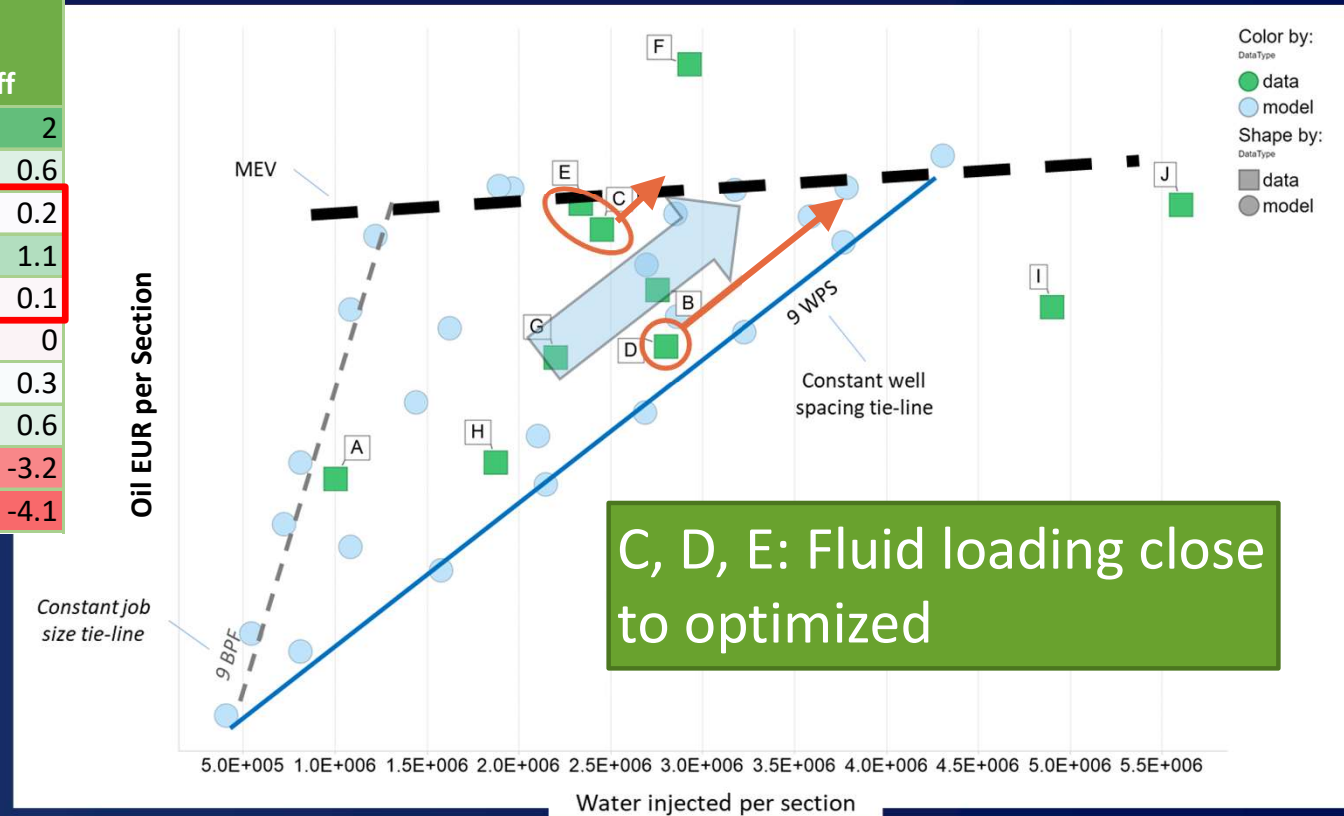 ff
2
0.6
0.2
1.1
0.1
0
0.3
0.6
-3.2
-4.1
Oil EUR per Section
MEV
F
E
C
J
I
G
B
D
H
A
9 WPS
Constant well
spacing tie-line
Constant job
size tie-line
9 BPF
C, D, E: Fluid loading close
to optimized
Color by:
DataType
data
model
Shape by:
DataType
data
model
5.0E+005 1.0E+006 1.5E+006 2.0E+006 2.5E+006 3.0E+006 3.5E+006 4.0E+006 4.5E+006 5.0E+006 5.5E+006
Water injected per section